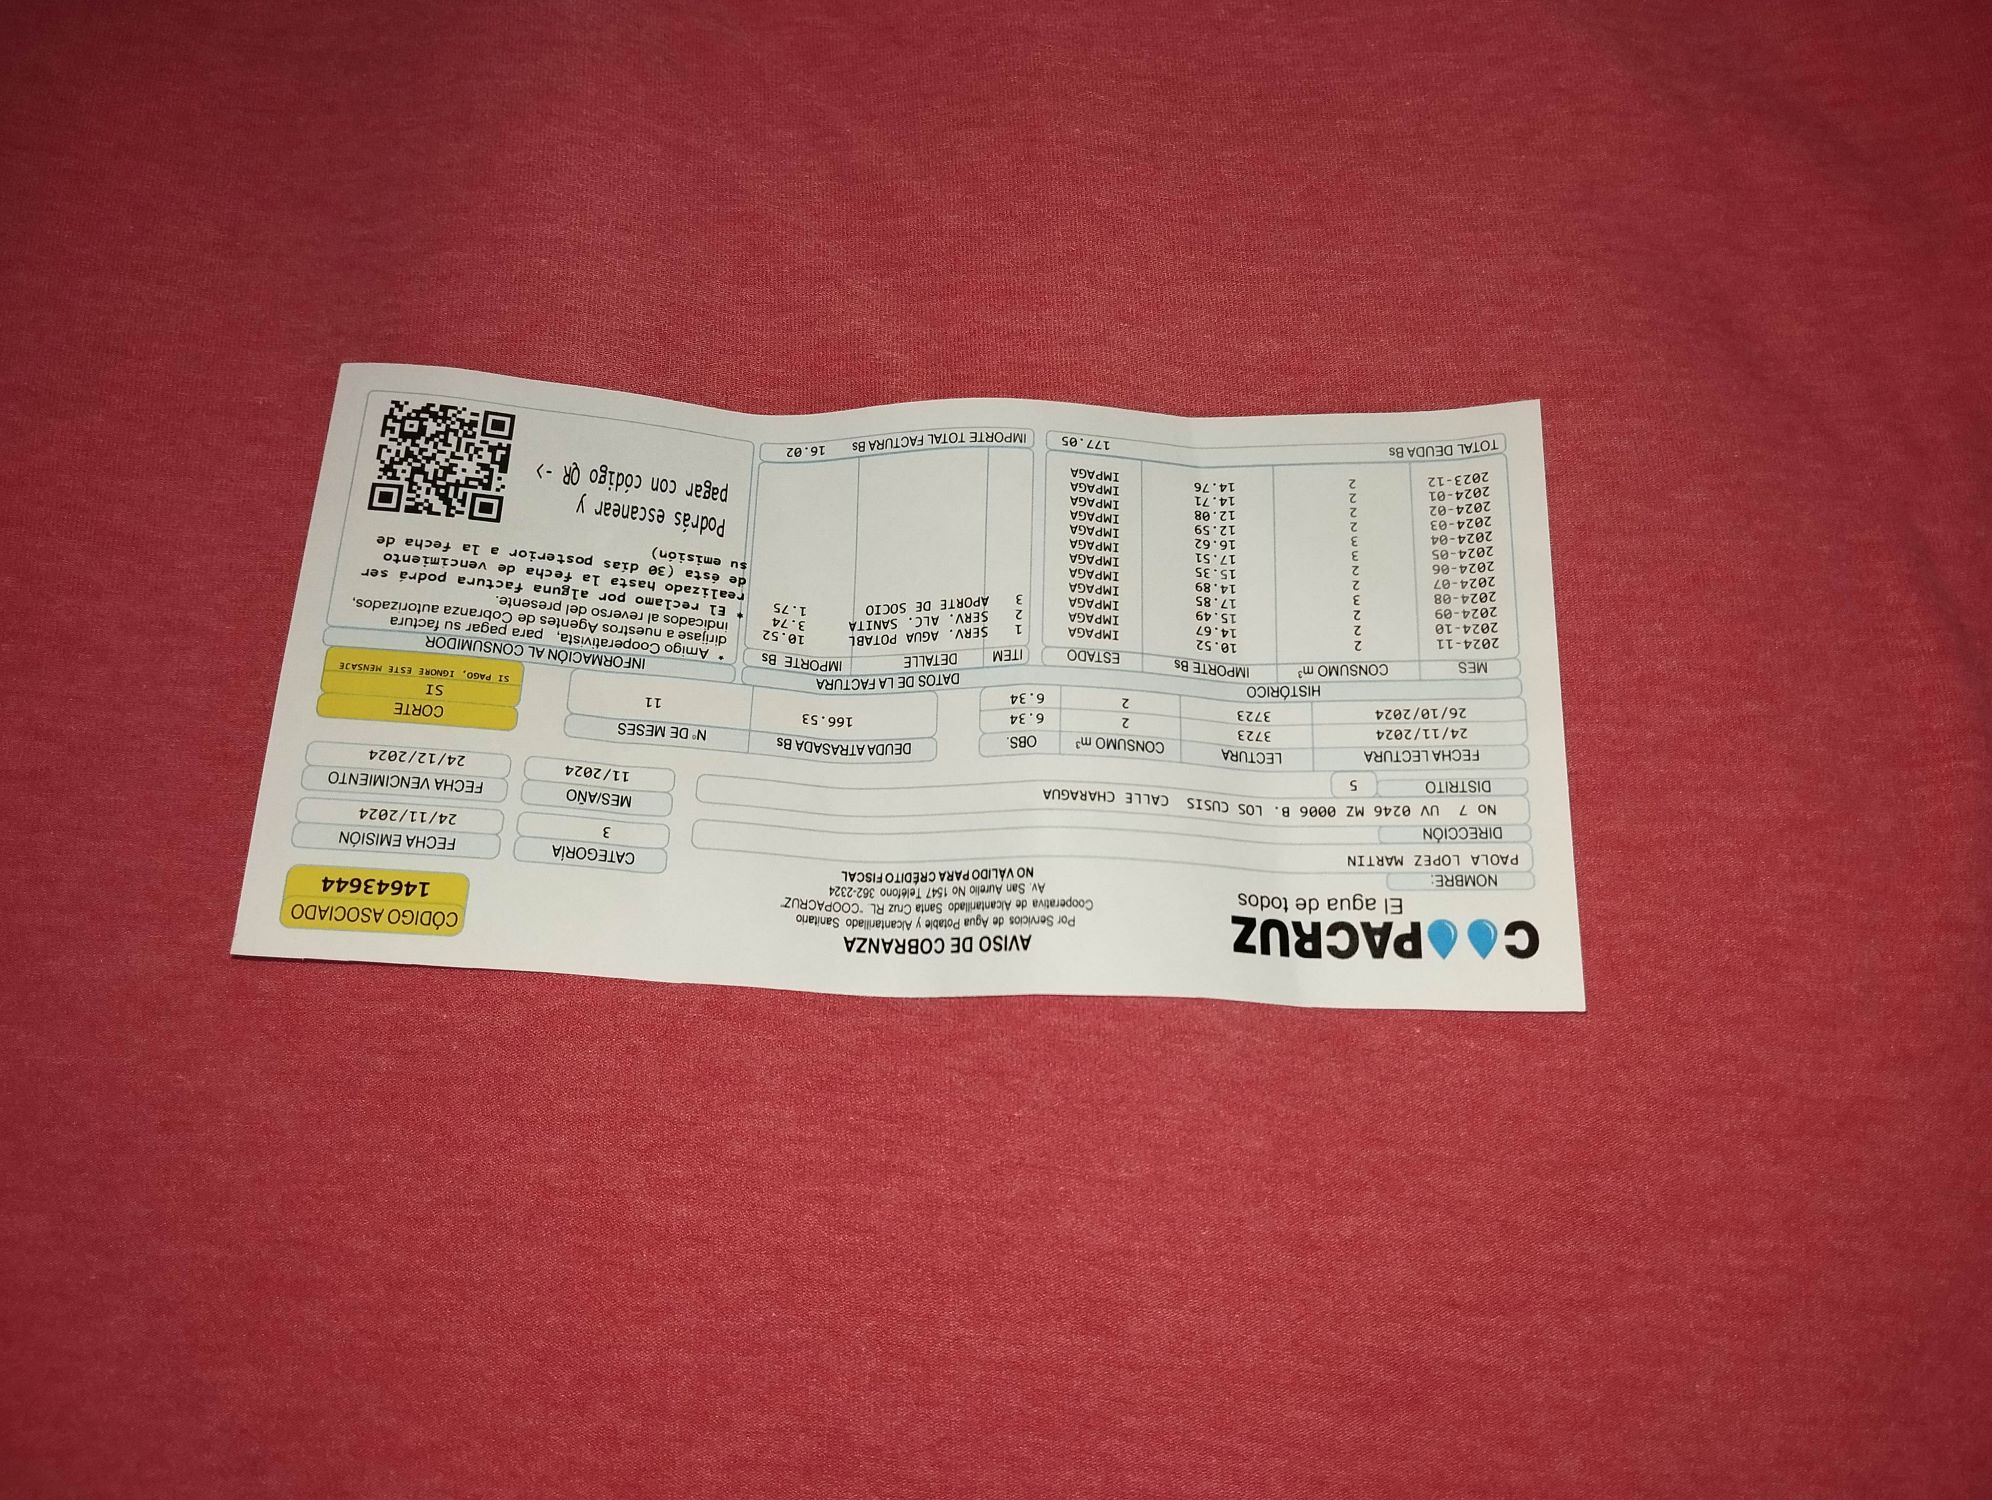 COOPACRUZ
El agua de todos
AVISO DE COBRANZA
Por Servicios de Agua Potable y Alcantarillado Sanitario
Cooperativa de Alcantarillado Santa Cruz RL. "COOPACRUZ"
Av. San Aurelio No 1547 Teléfono 362-2324
NO VÁLIDO PARA CRÉDITO FISCAL
CÓDIGO ASOCIADO
14643644
NOMBRE:
PAOLA LOPEZ MARTIN
DIRECCIÓN
No 7 UV 0246 MZ 0006 B. LOS CUSIS CALLE CHARAGUA
DISTRITO 5
CATEGORÍA
3
FECHA EMISIÓN
24/11/2024
MES/AÑO
11/2024
FECHA VENCIMIENTO
24/12/2024
FECHA LECTURA LECTURA CONSUMO m³ OBS.
24/11/2024 3723 2 6.34
26/10/2024 3723 2 6.34
DEUDA ATRASADA Bs N° DE MESES
166.53 11
CORTE
SI
SI PAGO, IGNORE ESTE MENSAJE
HISTÓRICO
MES CONSUMO m³ IMPORTE Bs ESTADO
2024-11 2 10.52 IMPAGA
2024-10 2 14.67 IMPAGA
2024-09 2 15.49 IMPAGA
2024-08 3 17.85 IMPAGA
2024-07 2 14.89 IMPAGA
2024-06 2 15.35 IMPAGA
2024-05 3 17.51 IMPAGA
2024-04 3 16.62 IMPAGA
2024-03 2 12.59 IMPAGA
2024-02 2 12.08 IMPAGA
2024-01 2 14.71 IMPAGA
2023-12 2 14.76 IMPAGA
TOTAL DEUDA Bs 177.05
DATOS DE LA FACTURA
ITEM DETALLE IMPORTE Bs
1 SERV. AGUA POTABL 10.52
2 SERV. ALC. SANITA 3.74
3 APORTE DE SOCIO 1.75
IMPORTE TOTAL FACTURA Bs 16.02
INFORMACIÓN AL CONSUMIDOR
* Amigo Cooperativista, para pagar su factura
diríjase a nuestros Agentes de Cobranza autorizados,
indicados al reverso del presente.
* El reclamo por alguna factura podrá ser
realizado hasta la fecha de vencimiento
de ésta (30 días posterior a la fecha de
su emisión)
Podrás escanear y
pagar con código QR ->